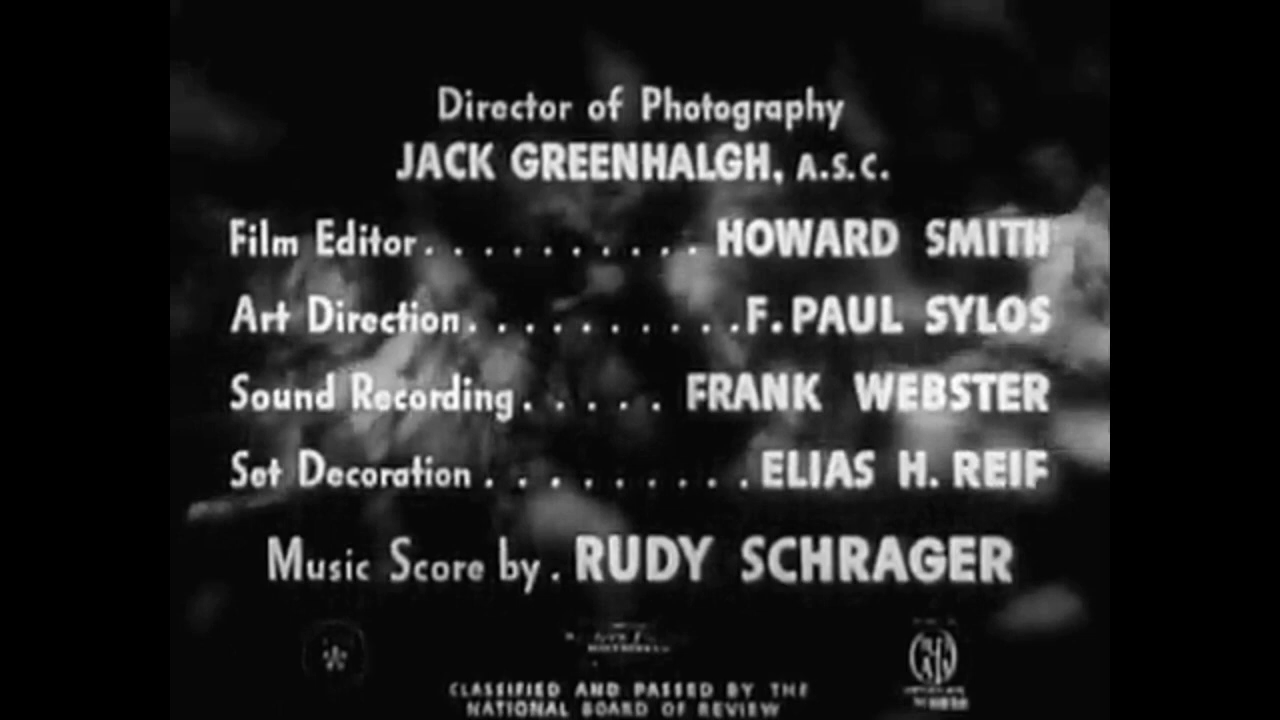 Director of Photography
JACK GREENHALGH, A.S.C.
Film Editor. . . . . . . . . . HOWARD SMITH
Art Direction. . . . . . . . . . .F. PAUL SYLOS
Sound Recording. . . . . FRANK WEBSTER
Set Decoration . . . . . . . . . . ELIAS H. REIF
Music Score by . RUDY SCHRAGER
CLASSIFIED AND PASSED BY THE
NATIONAL BOARD OF REVIEW